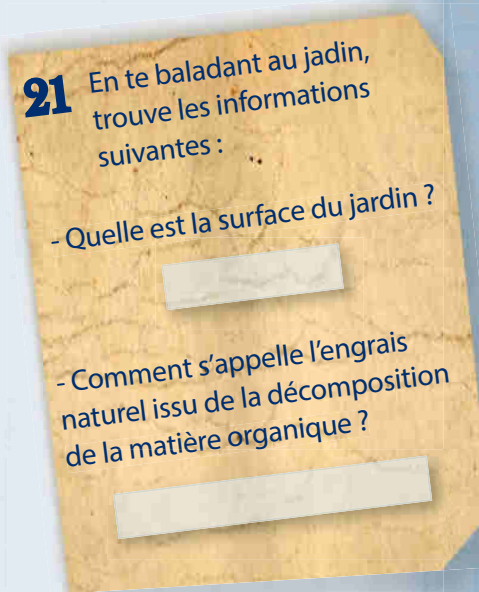 21 En te baladant au jadin,
trouve les informations
suivantes :
- Quelle est la surface du jardin ?
- Comment s'appelle l'engrais
naturel issu de la décomposition
de la matière organique ?